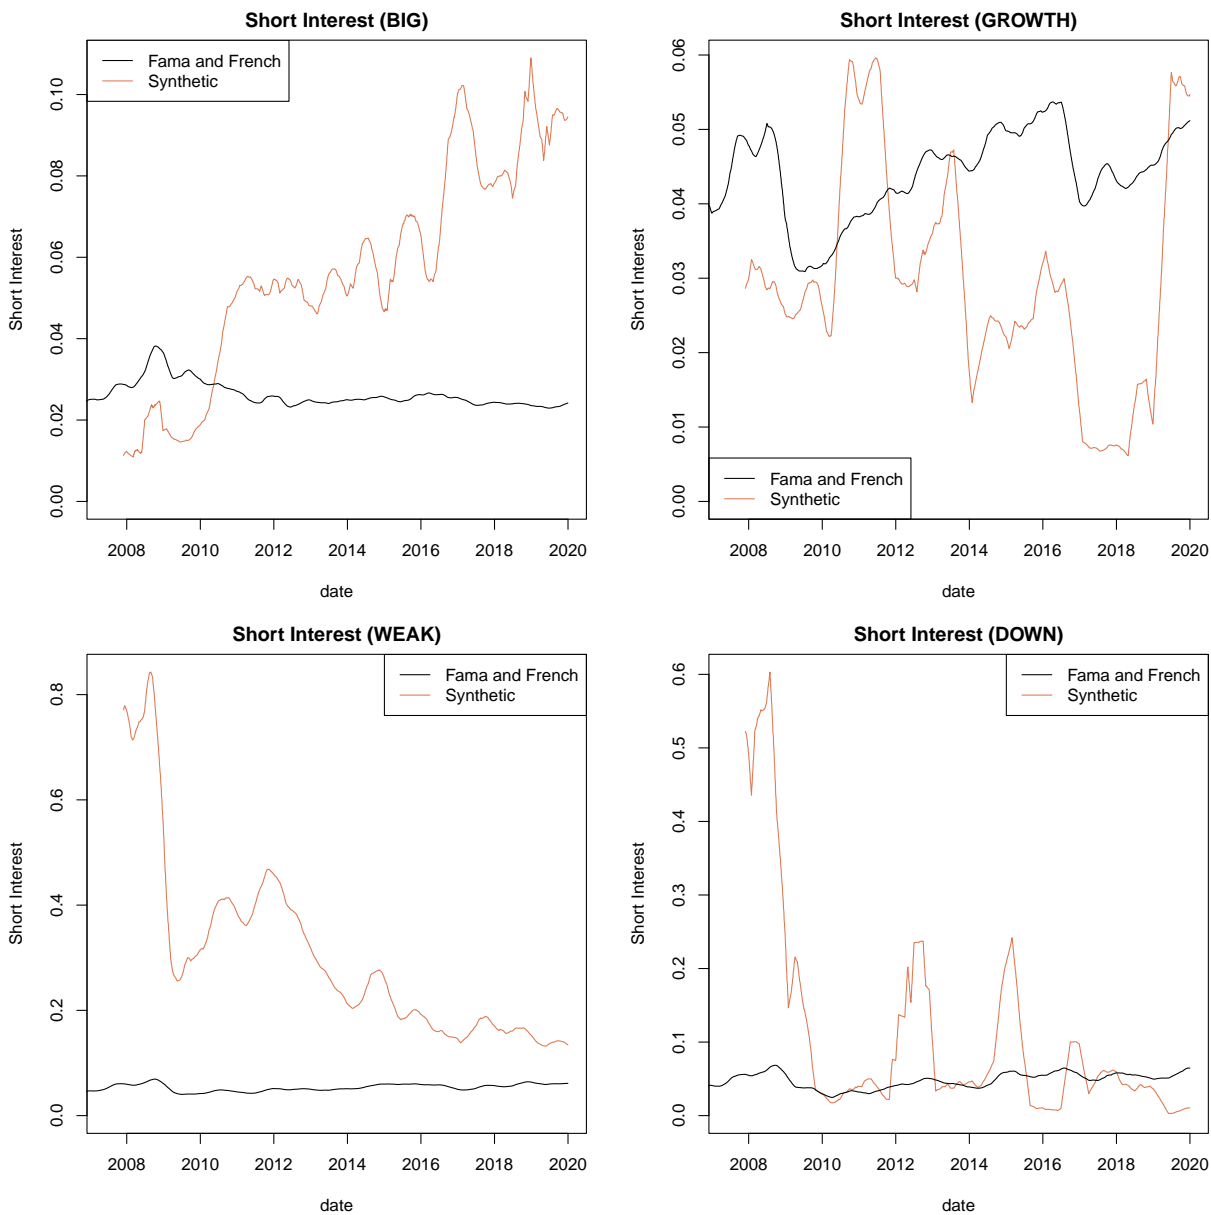 Short Interest (BIG)
Fama and French
Synthetic
Short Interest
0.00 0.02 0.04 0.06 0.08 0.10
2008 2010 2012 2014 2016 2018 2020
date
Short Interest (GROWTH)
Fama and French
Synthetic
Short Interest
0.00 0.01 0.02 0.03 0.04 0.05 0.06
2008 2010 2012 2014 2016 2018 2020
date
Short Interest (WEAK)
Fama and French
Synthetic
Short Interest
0.0 0.2 0.4 0.6 0.8
2008 2010 2012 2014 2016 2018 2020
date
Short Interest (DOWN)
Fama and French
Synthetic
Short Interest
0.0 0.1 0.2 0.3 0.4 0.5 0.6
2008 2010 2012 2014 2016 2018 2020
date